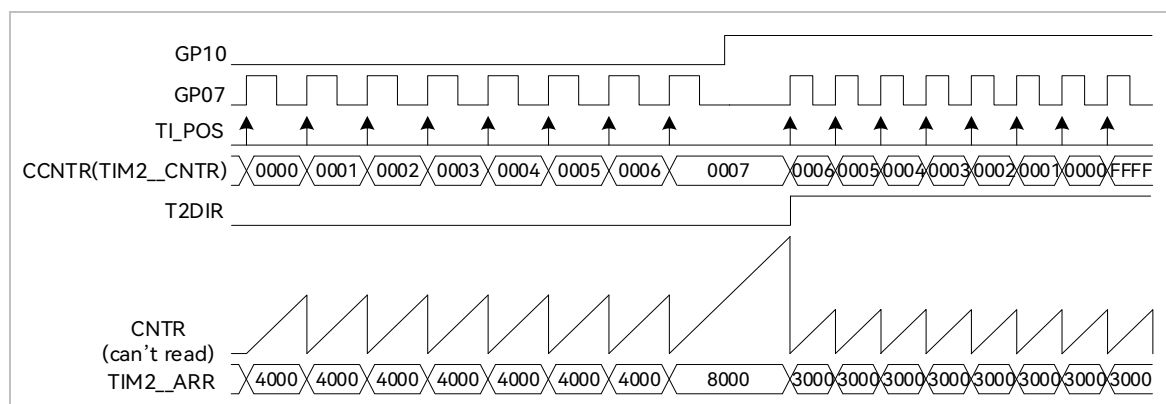 GP10
GP07
TI_POS
CCNTR(TIM2__CNTR) 0000 0001 0002 0003 0004 0005 0006 0007 0006 0005 0004 0003 0002 0001 0000 FFFF
T2DIR
CNTR
(can't read)
TIM2__ARR 4000 4000 4000 4000 4000 4000 4000 8000 3000 3000 3000 3000 3000 3000 3000 3000